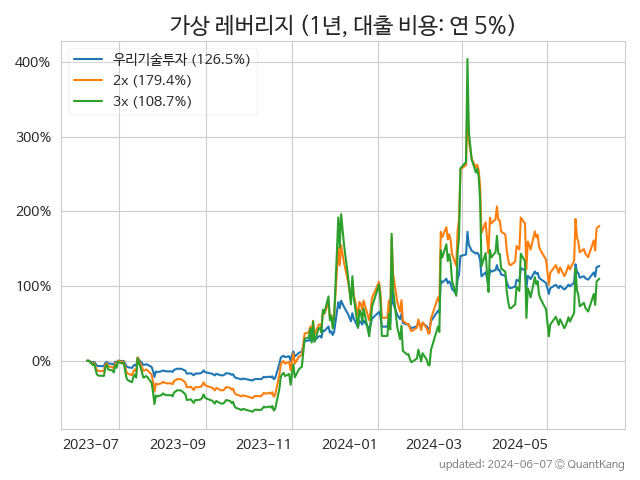 가상 레버리지 (1년, 대출 비용: 연 5%)
우리기술투자 (126.5%)
2x (179.4%)
3x (108.7%)
400%
300%
200%
100%
0%
2023-07 2023-09 2023-11 2024-01 2024-03 2024-05
updated: 2024-06-07 © QuantKang